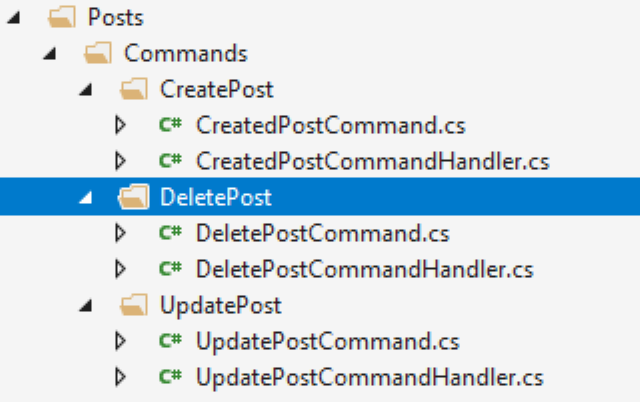 Posts
Commands
CreatePost
C# CreatedPostCommand.cs
C# CreatedPostCommandHandler.cs
DeletePost
C# DeletePostCommand.cs
C# DeletePostCommandHandler.cs
UpdatePost
C# UpdatePostCommand.cs
C# UpdatePostCommandHandler.cs